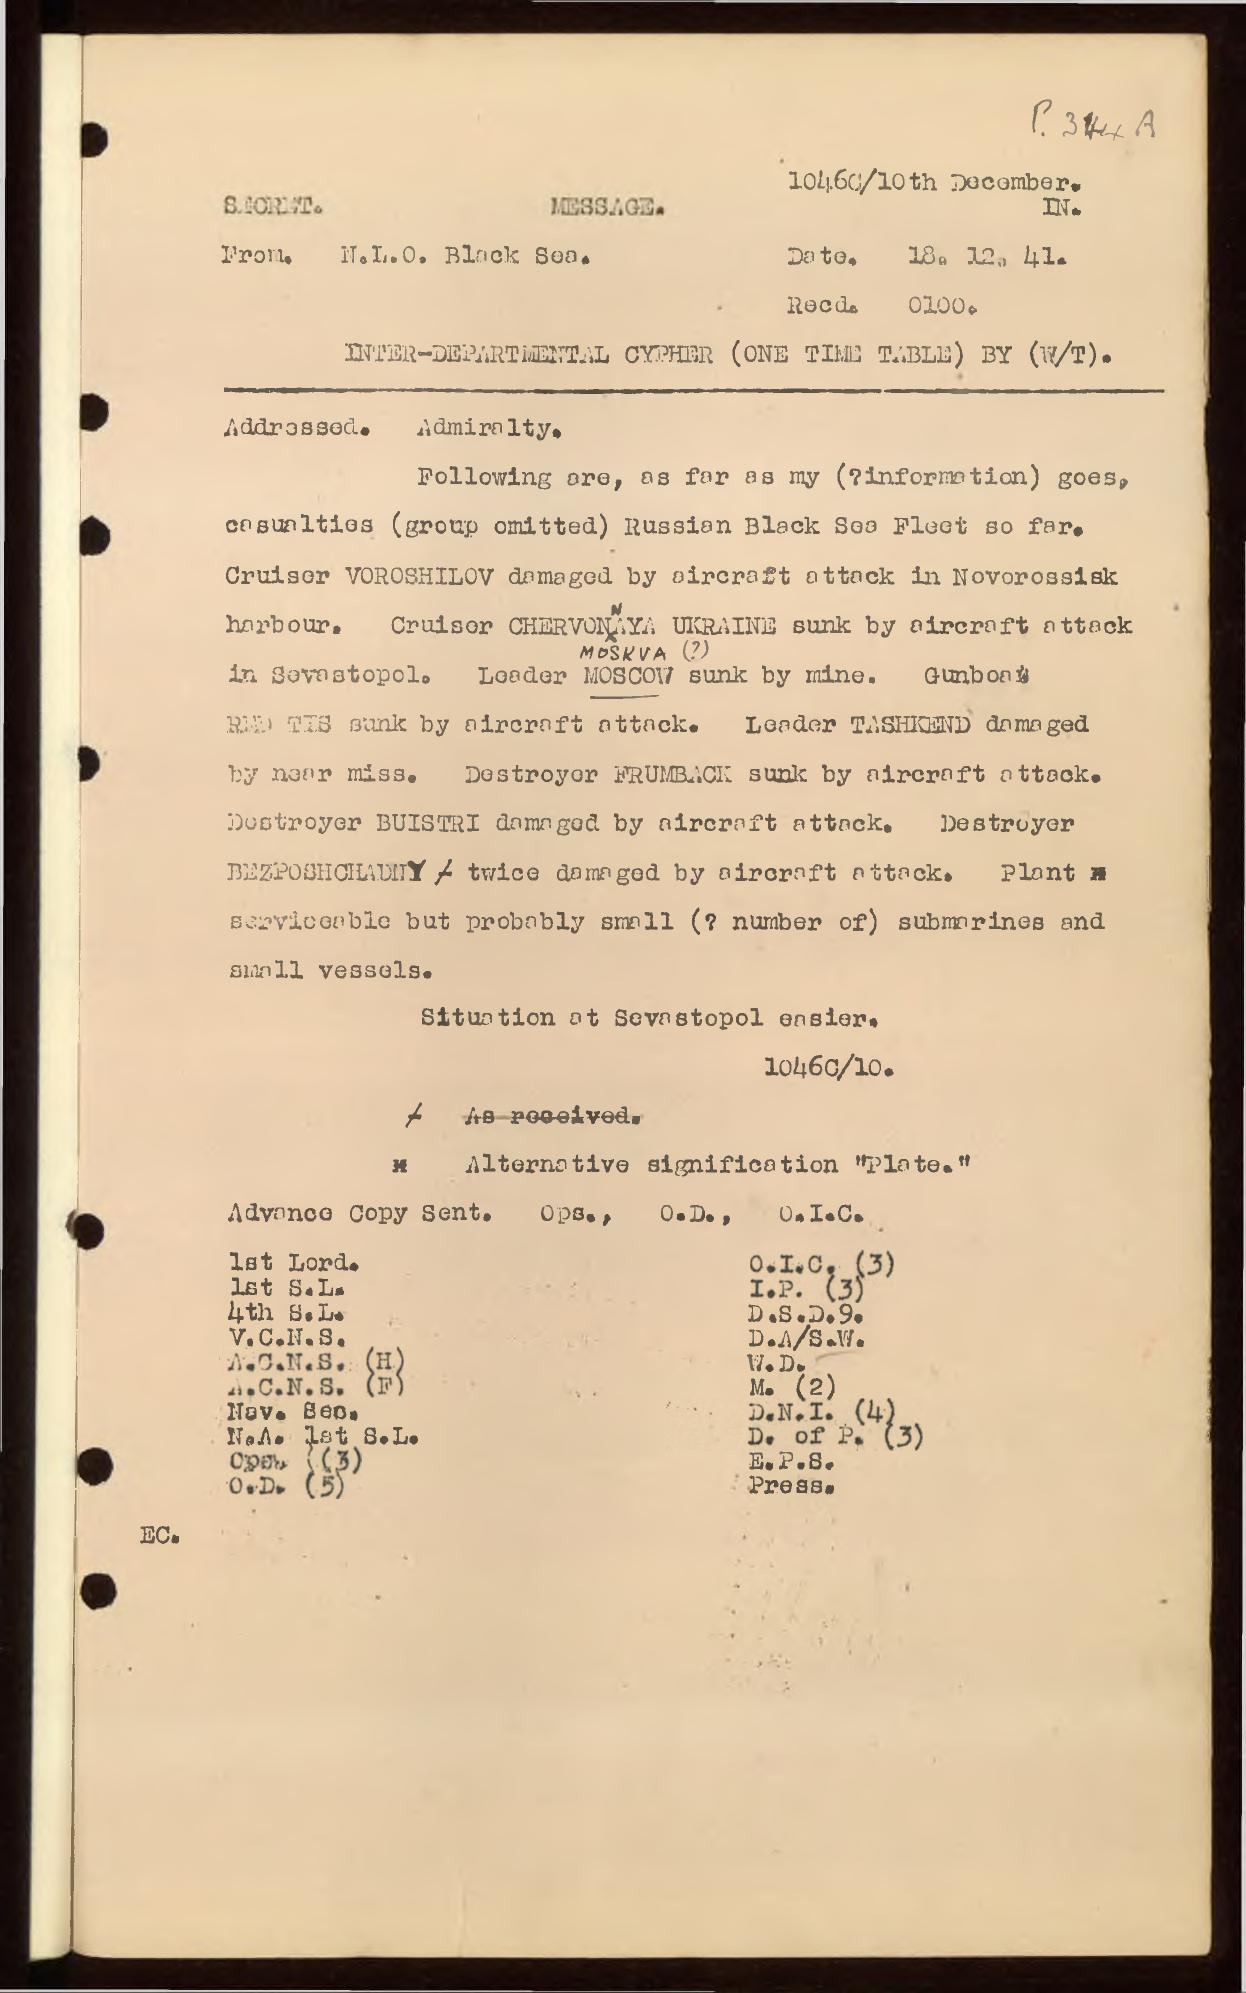 P. 344 A
1046C/10th December.
SECRET. MESSAGE. IN.
From. N.L.O. Black Sea. Date. 18. 12. 41.
Recd. 0100.
INTER-DEPARTMENTAL CYPHER (ONE TIME TABLE) BY (W/T).
Addressed. Admiralty.
Following are, as far as my (?information) goes,
casualties (group omitted) Russian Black Sea Fleet so far.
Cruiser VOROSHILOV damaged by aircraft attack in Novorossisk
N
harbour. Cruiser CHERVONAYA UKRAINE sunk by aircraft attack
MOSKVA (?)
in Sevastopol. Leader MOSCOW sunk by mine. Gunboat
RED TIS sunk by aircraft attack. Leader TASHKEND damaged
by near miss. Destroyer FRUMBACK sunk by aircraft attack.
Destroyer BUISTRI damaged by aircraft attack. Destroyer
BEZPOSHCHADNY / twice damaged by aircraft attack. Plant x
serviceable but probably small (? number of) submarines and
small vessels.
Situation at Sevastopol easier.
1046C/10.
/ As received.
x Alternative signification "Plate."
Advance Copy Sent. Ops., O.D., O.I.C.
1st Lord. O.I.C. (3)
1st S.L. I.P. (3)
4th S.L. D.S.D.9.
V.C.N.S. D.A/S.W.
A.C.N.S. (H) W.D.
A.C.N.S. (F) M. (2)
Nav. Sec. D.N.I. (4)
N.A. 1st S.L. D. of P. (3)
Ops. (3) E.P.S.
O.D. (5) Press.
EC.